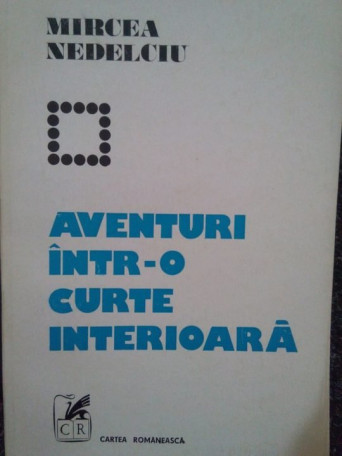 MIRCEA
NEDELCIU
AVENTURI
ÎNTR-O
CURTE
INTERIOARĂ
CR
CARTEA ROMÂNEASCĂ